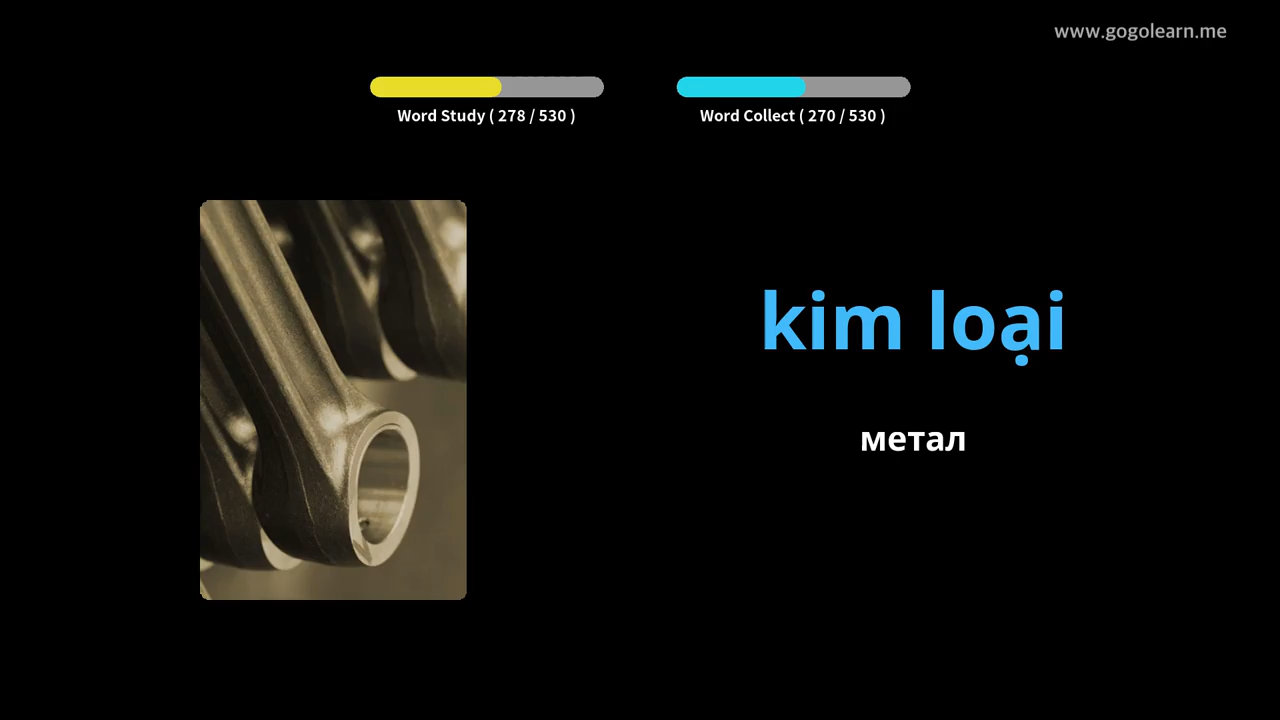 www.gogolearn.me
Word Study ( 278 / 530 )
Word Collect ( 270 / 530 )
kim loại
метал